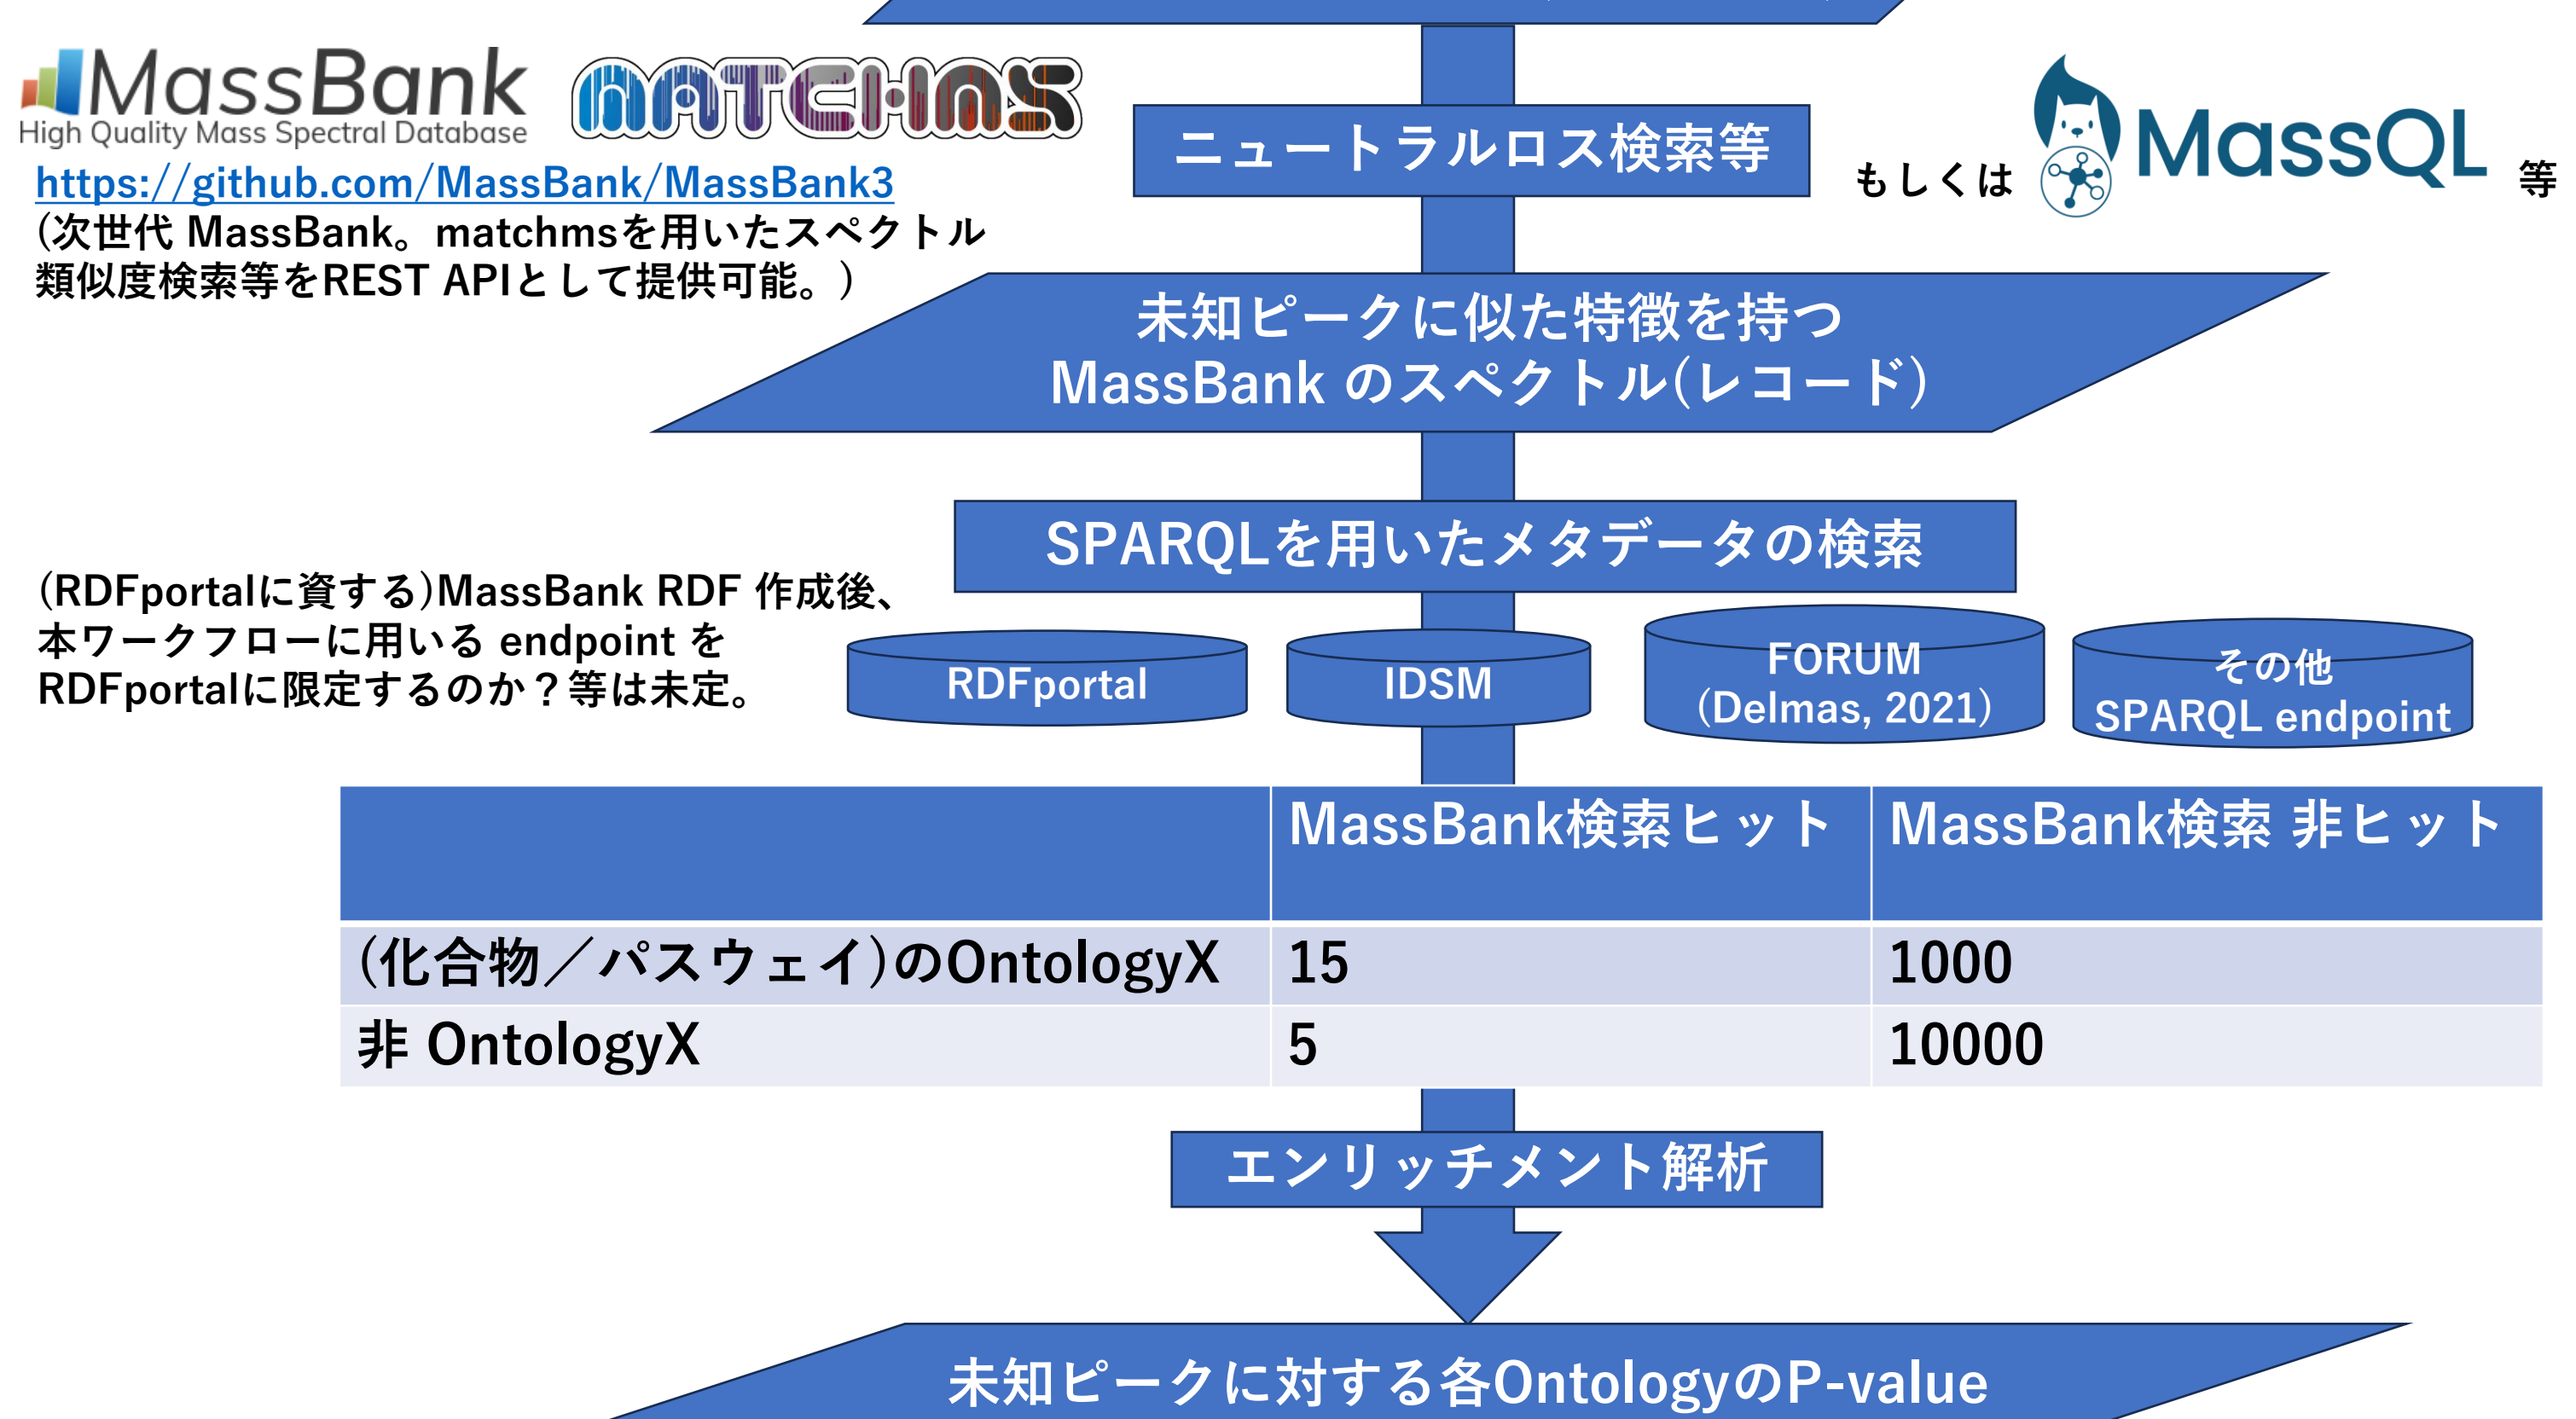 MassBank
High Quality Mass Spectral Database
MATCHMS
https://github.com/MassBank/MassBank3
(次世代 MassBank。matchmsを用いたスペクトル
類似度検索等をREST APIとして提供可能。)
ニュートラルロス検索等
もしくは
MassQL
等
未知ピークに似た特徴を持つ
MassBank のスペクトル(レコード)
SPARQLを用いたメタデータの検索
(RDFportalに資する)MassBank RDF 作成後、
本ワークフローに用いる endpoint を
RDFportalに限定するのか？等は未定。
RDFportal
IDSM
FORUM
(Delmas, 2021)
その他
SPARQL endpoint
MassBank検索ヒット
MassBank検索 非ヒット
(化合物／パスウェイ)のOntologyX
15
1000
非 OntologyX
5
10000
エンリッチメント解析
未知ピークに対する各OntologyのP-value